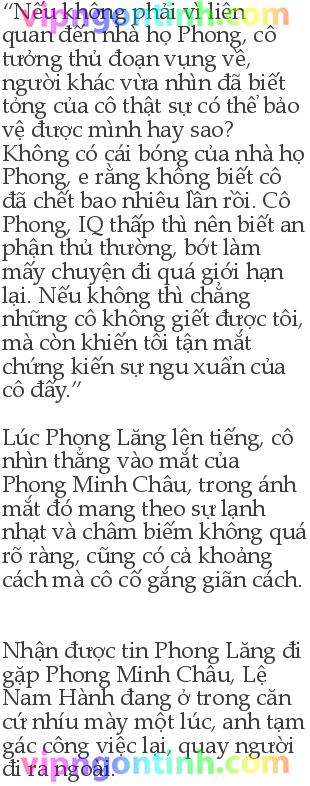 vipngontinh.com
“Nếu không phải vì liên
quan đến nhà họ Phong, cô
tưởng thủ đoạn vụng về,
người khác vừa nhìn đã biết
tỏng của cô thật sự có thể bảo
vệ được mình hay sao?
Không có cái bóng của nhà họ
Phong, e rằng không biết cô
đã chết bao nhiêu lần rồi. Cô
Phong, IQ thấp thì nên biết an
phận thủ thường, bớt làm
mấy chuyện đi quá giới hạn
lại. Nếu không thì chẳng
những cô không giết được tôi,
mà còn khiến tôi tận mắt
chứng kiến sự ngu xuẩn của
cô đấy.”
Lúc Phong Lăng lên tiếng, cô
nhìn thẳng vào mắt của
Phong Minh Châu, trong ánh
mắt đó mang theo sự lạnh
nhạt và châm biếm không quá
rõ ràng, cũng có cả khoảng
cách mà cô cố gắng giãn cách.
Nhận được tin Phong Lăng đi
gặp Phong Minh Châu, Lệ
Nam Hành đang ở trong căn
cứ nhíu mày một lúc, anh tạm
gác công việc lại, quay người
đi ra ngoài.
vipngontinh.com